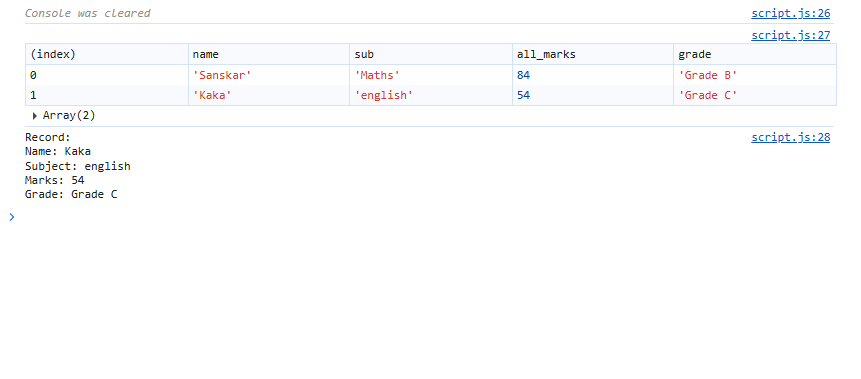 Console was cleared script.js:26
script.js:27
(index) name sub all_marks grade
0 'Sanskar' 'Maths' 84 'Grade B'
1 'Kaka' 'english' 54 'Grade C'
Array(2)
Record: script.js:28
Name: Kaka
Subject: english
Marks: 54
Grade: Grade C